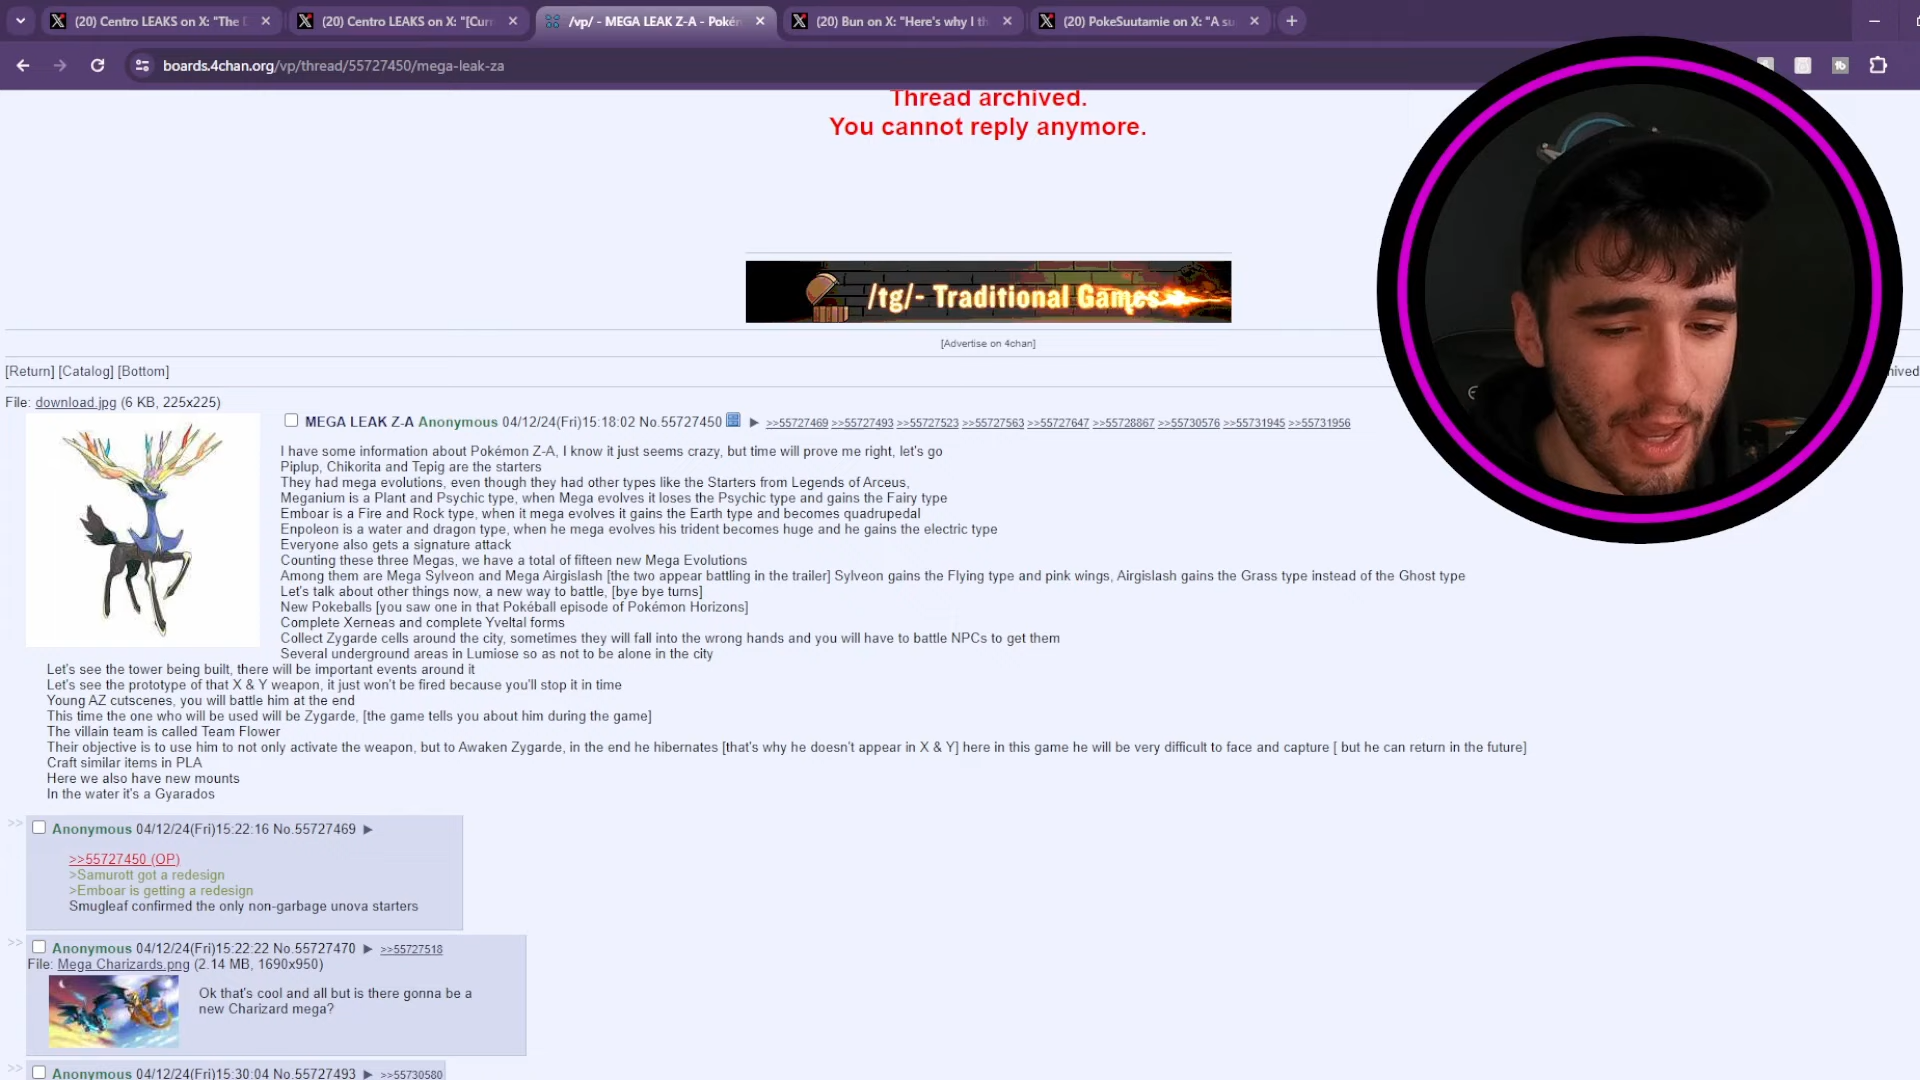 (20) Centro LEAKS on X: "The D
(20) Centro LEAKS on X: "[Curr
/vp/ - MEGA LEAK Z-A - Poké
(20) Bun on X: "Here's why I th
(20) PokeSuutamie on X: "A su
boards.4chan.org/vp/thread/55727450/mega-leak-za
Thread archived.
You cannot reply anymore.
/tg/- Traditional Games
[Advertise on 4chan]
[Return] [Catalog] [Bottom]
hived
File: download.jpg (6 KB, 225x225)
MEGA LEAK Z-A Anonymous 04/12/24(Fri)15:18:02 No.55727450 ▶ >>55727469 >>55727493 >>55727523 >>55727563 >>55727647 >>55728867 >>55730576 >>55731945 >>55731956
I have some information about Pokémon Z-A, I know it just seems crazy, but time will prove me right, let's go
Piplup, Chikorita and Tepig are the starters
They had mega evolutions, even though they had other types like the Starters from Legends of Arceus,
Meganium is a Plant and Psychic type, when Mega evolves it loses the Psychic type and gains the Fairy type
Emboar is a Fire and Rock type, when it mega evolves it gains the Earth type and becomes quadrupedal
Enpoleon is a water and dragon type, when he mega evolves his trident becomes huge and he gains the electric type
Everyone also gets a signature attack
Counting these three Megas, we have a total of fifteen new Mega Evolutions
Among them are Mega Sylveon and Mega Airgislash [the two appear battling in the trailer] Sylveon gains the Flying type and pink wings, Airgislash gains the Grass type instead of the Ghost type
Let's talk about other things now, a new way to battle, [bye bye turns]
New Pokeballs [you saw one in that Pokéball episode of Pokémon Horizons]
Complete Xerneas and complete Yveltal forms
Collect Zygarde cells around the city, sometimes they will fall into the wrong hands and you will have to battle NPCs to get them
Several underground areas in Lumiose so as not to be alone in the city
Let's see the tower being built, there will be important events around it
Let's see the prototype of that X & Y weapon, it just won't be fired because you'll stop it in time
Young AZ cutscenes, you will battle him at the end
This time the one who will be used will be Zygarde, [the game tells you about him during the game]
The villain team is called Team Flower
Their objective is to use him to not only activate the weapon, but to Awaken Zygarde, in the end he hibernates [that's why he doesn't appear in X & Y] here in this game he will be very difficult to face and capture [ but he can return in the future]
Craft similar items in PLA
Here we also have new mounts
In the water it's a Gyarados
>> Anonymous 04/12/24(Fri)15:22:16 No.55727469 ▶
>>55727450 (OP)
>Samurott got a redesign
>Emboar is getting a redesign
Smugleaf confirmed the only non-garbage unova starters
>> Anonymous 04/12/24(Fri)15:22:22 No.55727470 ▶ >>55727518
File: Mega Charizards.png (2.14 MB, 1690x950)
Ok that's cool and all but is there gonna be a
new Charizard mega?
>> Anonymous 04/12/24(Fri)15:30:04 No.55727493 ▶ >>55730580